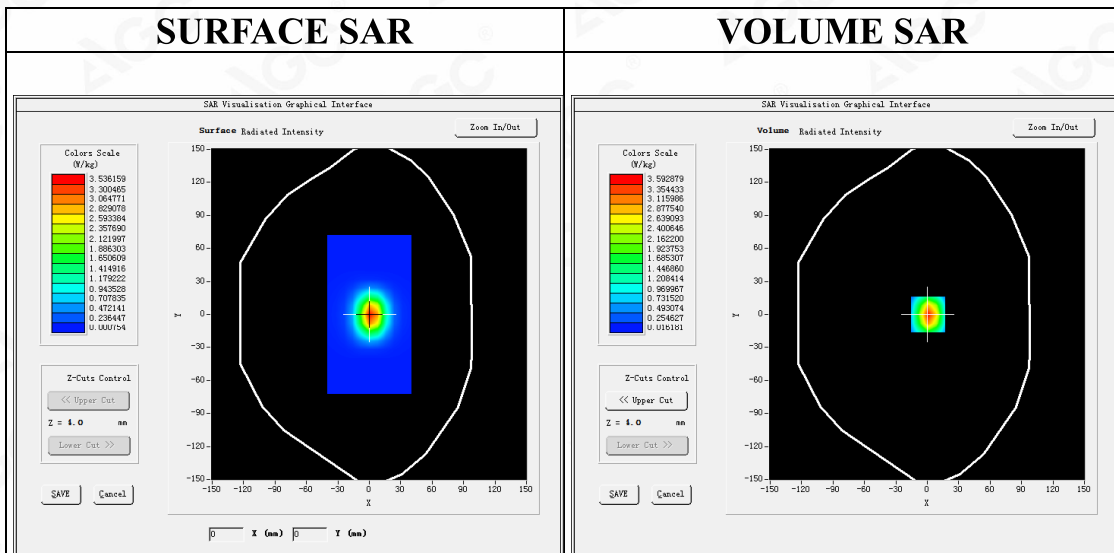 SURFACE SAR
VOLUME SAR
SAR Visualisation Graphical Interface
Surface Radiated Intensity
Zoom In/Out
Colors Scale
(W/kg)
3.536159
3.300465
3.064771
2.829078
2.593384
2.357690
2.121997
1.886303
1.650609
1.414916
1.179222
0.943528
0.707835
0.472141
0.236447
0.000754
150
120
90
60
30
0
-30
-60
-90
-120
-150
Y
-150 -120 -90 -60 -30 0 30 60 90 120 150
X
Z-Cuts Control
<< Upper Cut
Z = 4.0 mm
Lower Cut >>
SAVE
Cancel
0 X (mm) 0 Y (mm)
SAR Visualisation Graphical Interface
Volume Radiated Intensity
Zoom In/Out
Colors Scale
(W/kg)
3.592879
3.354433
3.115986
2.877540
2.639093
2.400646
2.162200
1.923753
1.685307
1.446860
1.208414
0.969967
0.731520
0.493074
0.254627
0.016181
150
120
90
60
30
0
-30
-60
-90
-120
-150
Y
-150 -120 -90 -60 -30 0 30 60 90 120 150
X
Z-Cuts Control
<< Upper Cut
Z = 4.0 mm
Lower Cut >>
SAVE
Cancel